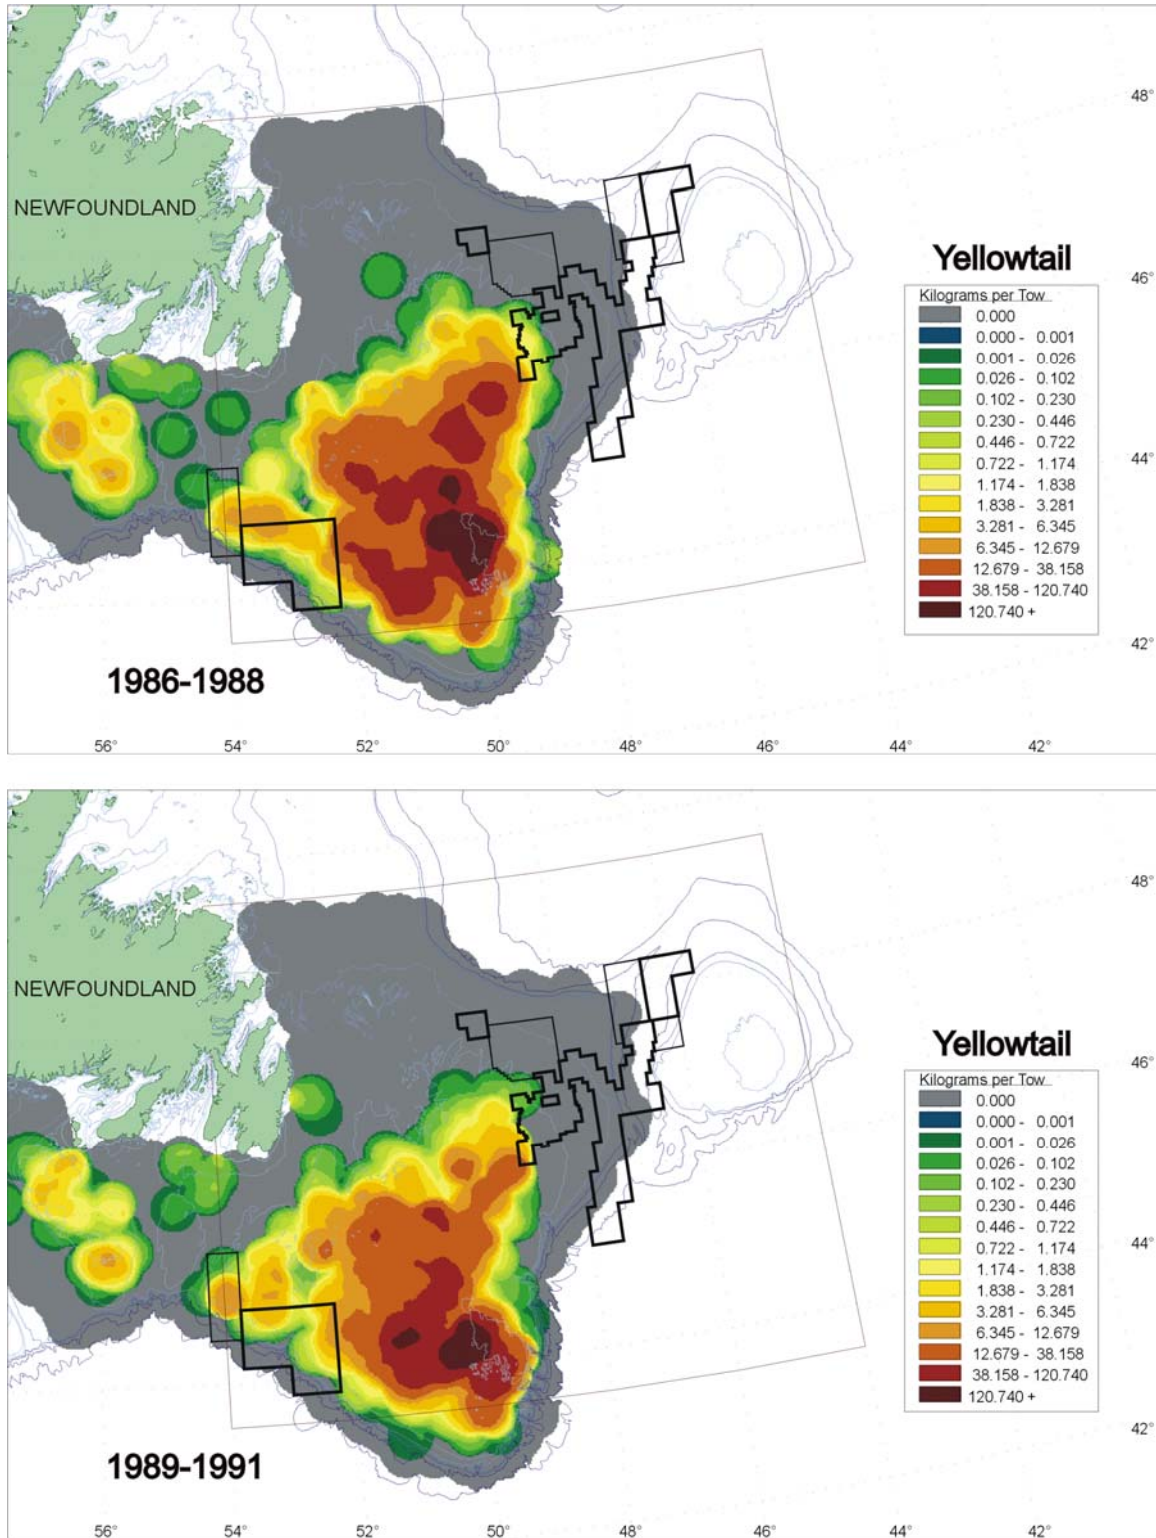 48°
NEWFOUNDLAND
46°
Yellowtail
Kilograms per Tow
0.000
0.000 - 0.001
0.001 - 0.026
0.026 - 0.102
0.102 - 0.230
0.230 - 0.446
0.446 - 0.722
0.722 - 1.174
1.174 - 1.838
1.838 - 3.281
3.281 - 6.345
6.345 - 12.679
12.679 - 38.158
38.158 - 120.740
120.740 +
44°
42°
1986-1988
56° 54° 52° 50° 48° 46° 42°
48°
NEWFOUNDLAND
46°
Yellowtail
Kilograms per Tow
0.000
0.000 - 0.001
0.001 - 0.026
0.026 - 0.102
0.102 - 0.230
0.230 - 0.446
0.446 - 0.722
0.722 - 1.174
1.174 - 1.838
1.838 - 3.281
3.281 - 6.345
6.345 - 12.679
12.679 - 38.158
38.158 - 120.740
120.740 +
44°
42°
1989-1991
56° 54° 52° 50° 48° 46° 42°